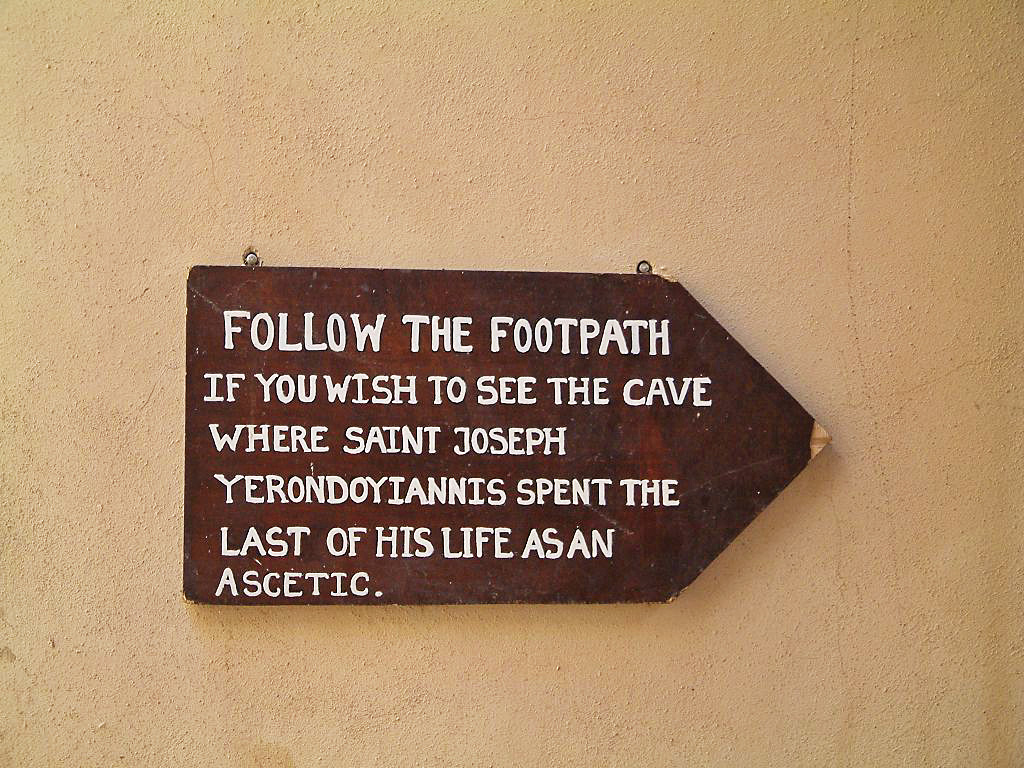 FOLLOW THE FOOTPATH
IF YOU WISH TO SEE THE CAVE
WHERE SAINT JOSEPH
YERONDOYIANNIS SPENT THE
LAST OF HIS LIFE AS AN
ASCETIC.